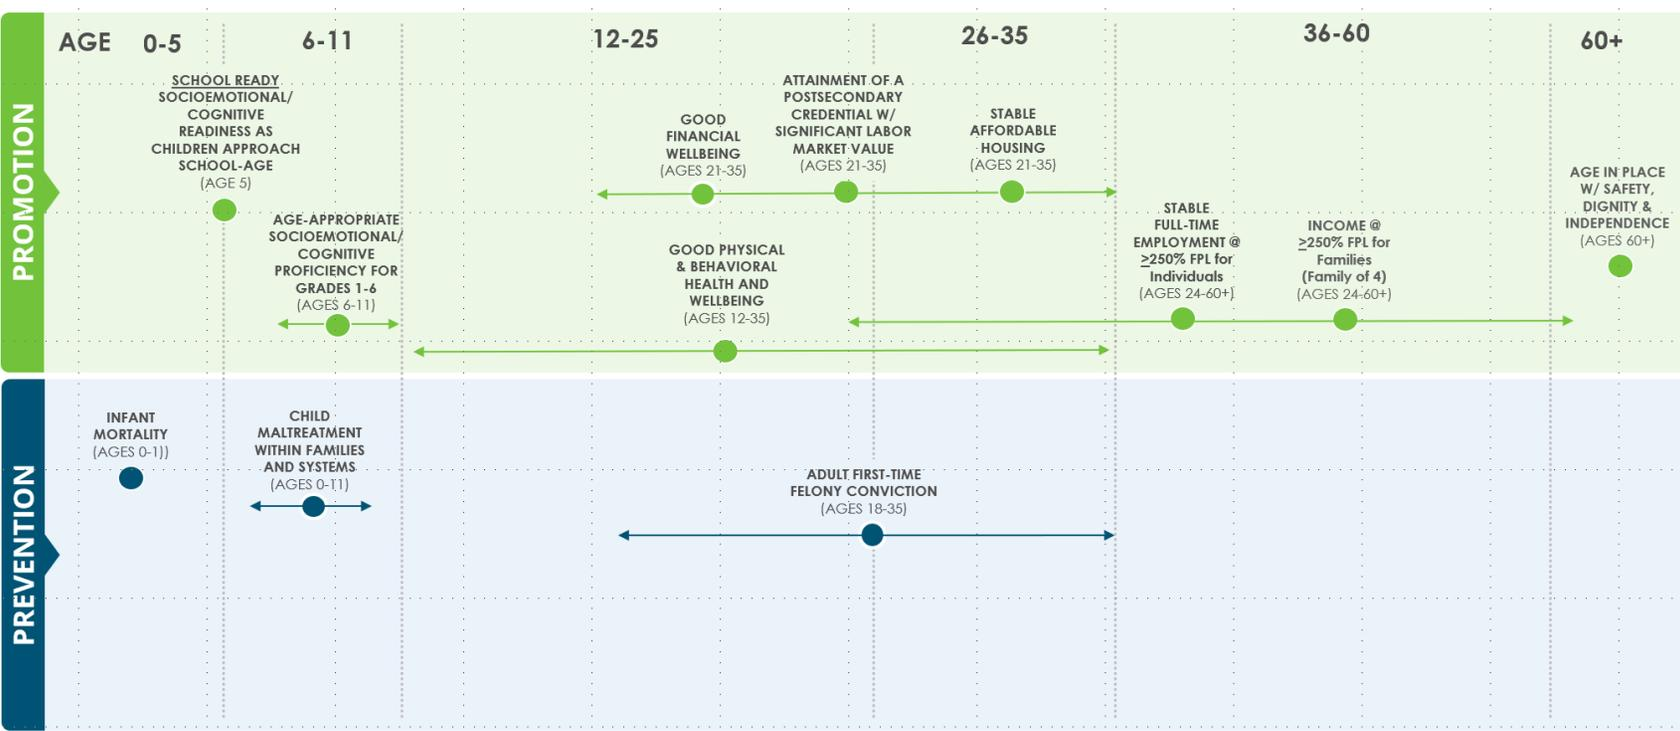 PROMOTION
AGE
0-5
6-11
12-25
26-35
36-60
60+
SCHOOL READY
SOCIOEMOTIONAL/
COGNITIVE
READINESS AS
CHILDREN APPROACH
SCHOOL-AGE
(AGE 5)
AGE-APPROPRIATE
SOCIOEMOTIONAL/
COGNITIVE
PROFICIENCY FOR
GRADES 1-6
(AGES 6-11)
GOOD
FINANCIAL
WELLBEING
(AGES 21-35)
ATTAINMENT OF A
POSTSECONDARY
CREDENTIAL W/
SIGNIFICANT LABOR
MARKET VALUE
(AGES 21-35)
STABLE
AFFORDABLE
HOUSING
(AGES 21-35)
GOOD PHYSICAL
& BEHAVIORAL
HEALTH AND
WELLBEING
(AGES 12-35)
STABLE
FULL-TIME
EMPLOYMENT @
≥250% FPL for
Individuals
(AGES 24-60+)
INCOME @
≥250% FPL for
Families
(Family of 4)
(AGES 24-60+)
AGE IN PLACE
W/ SAFETY,
DIGNITY &
INDEPENDENCE
(AGES 60+)
PREVENTION
INFANT
MORTALITY
(AGES 0-1))
CHILD
MALTREATMENT
WITHIN FAMILIES
AND SYSTEMS
(AGES 0-11)
ADULT FIRST-TIME
FELONY CONVICTION
(AGES 18-35)